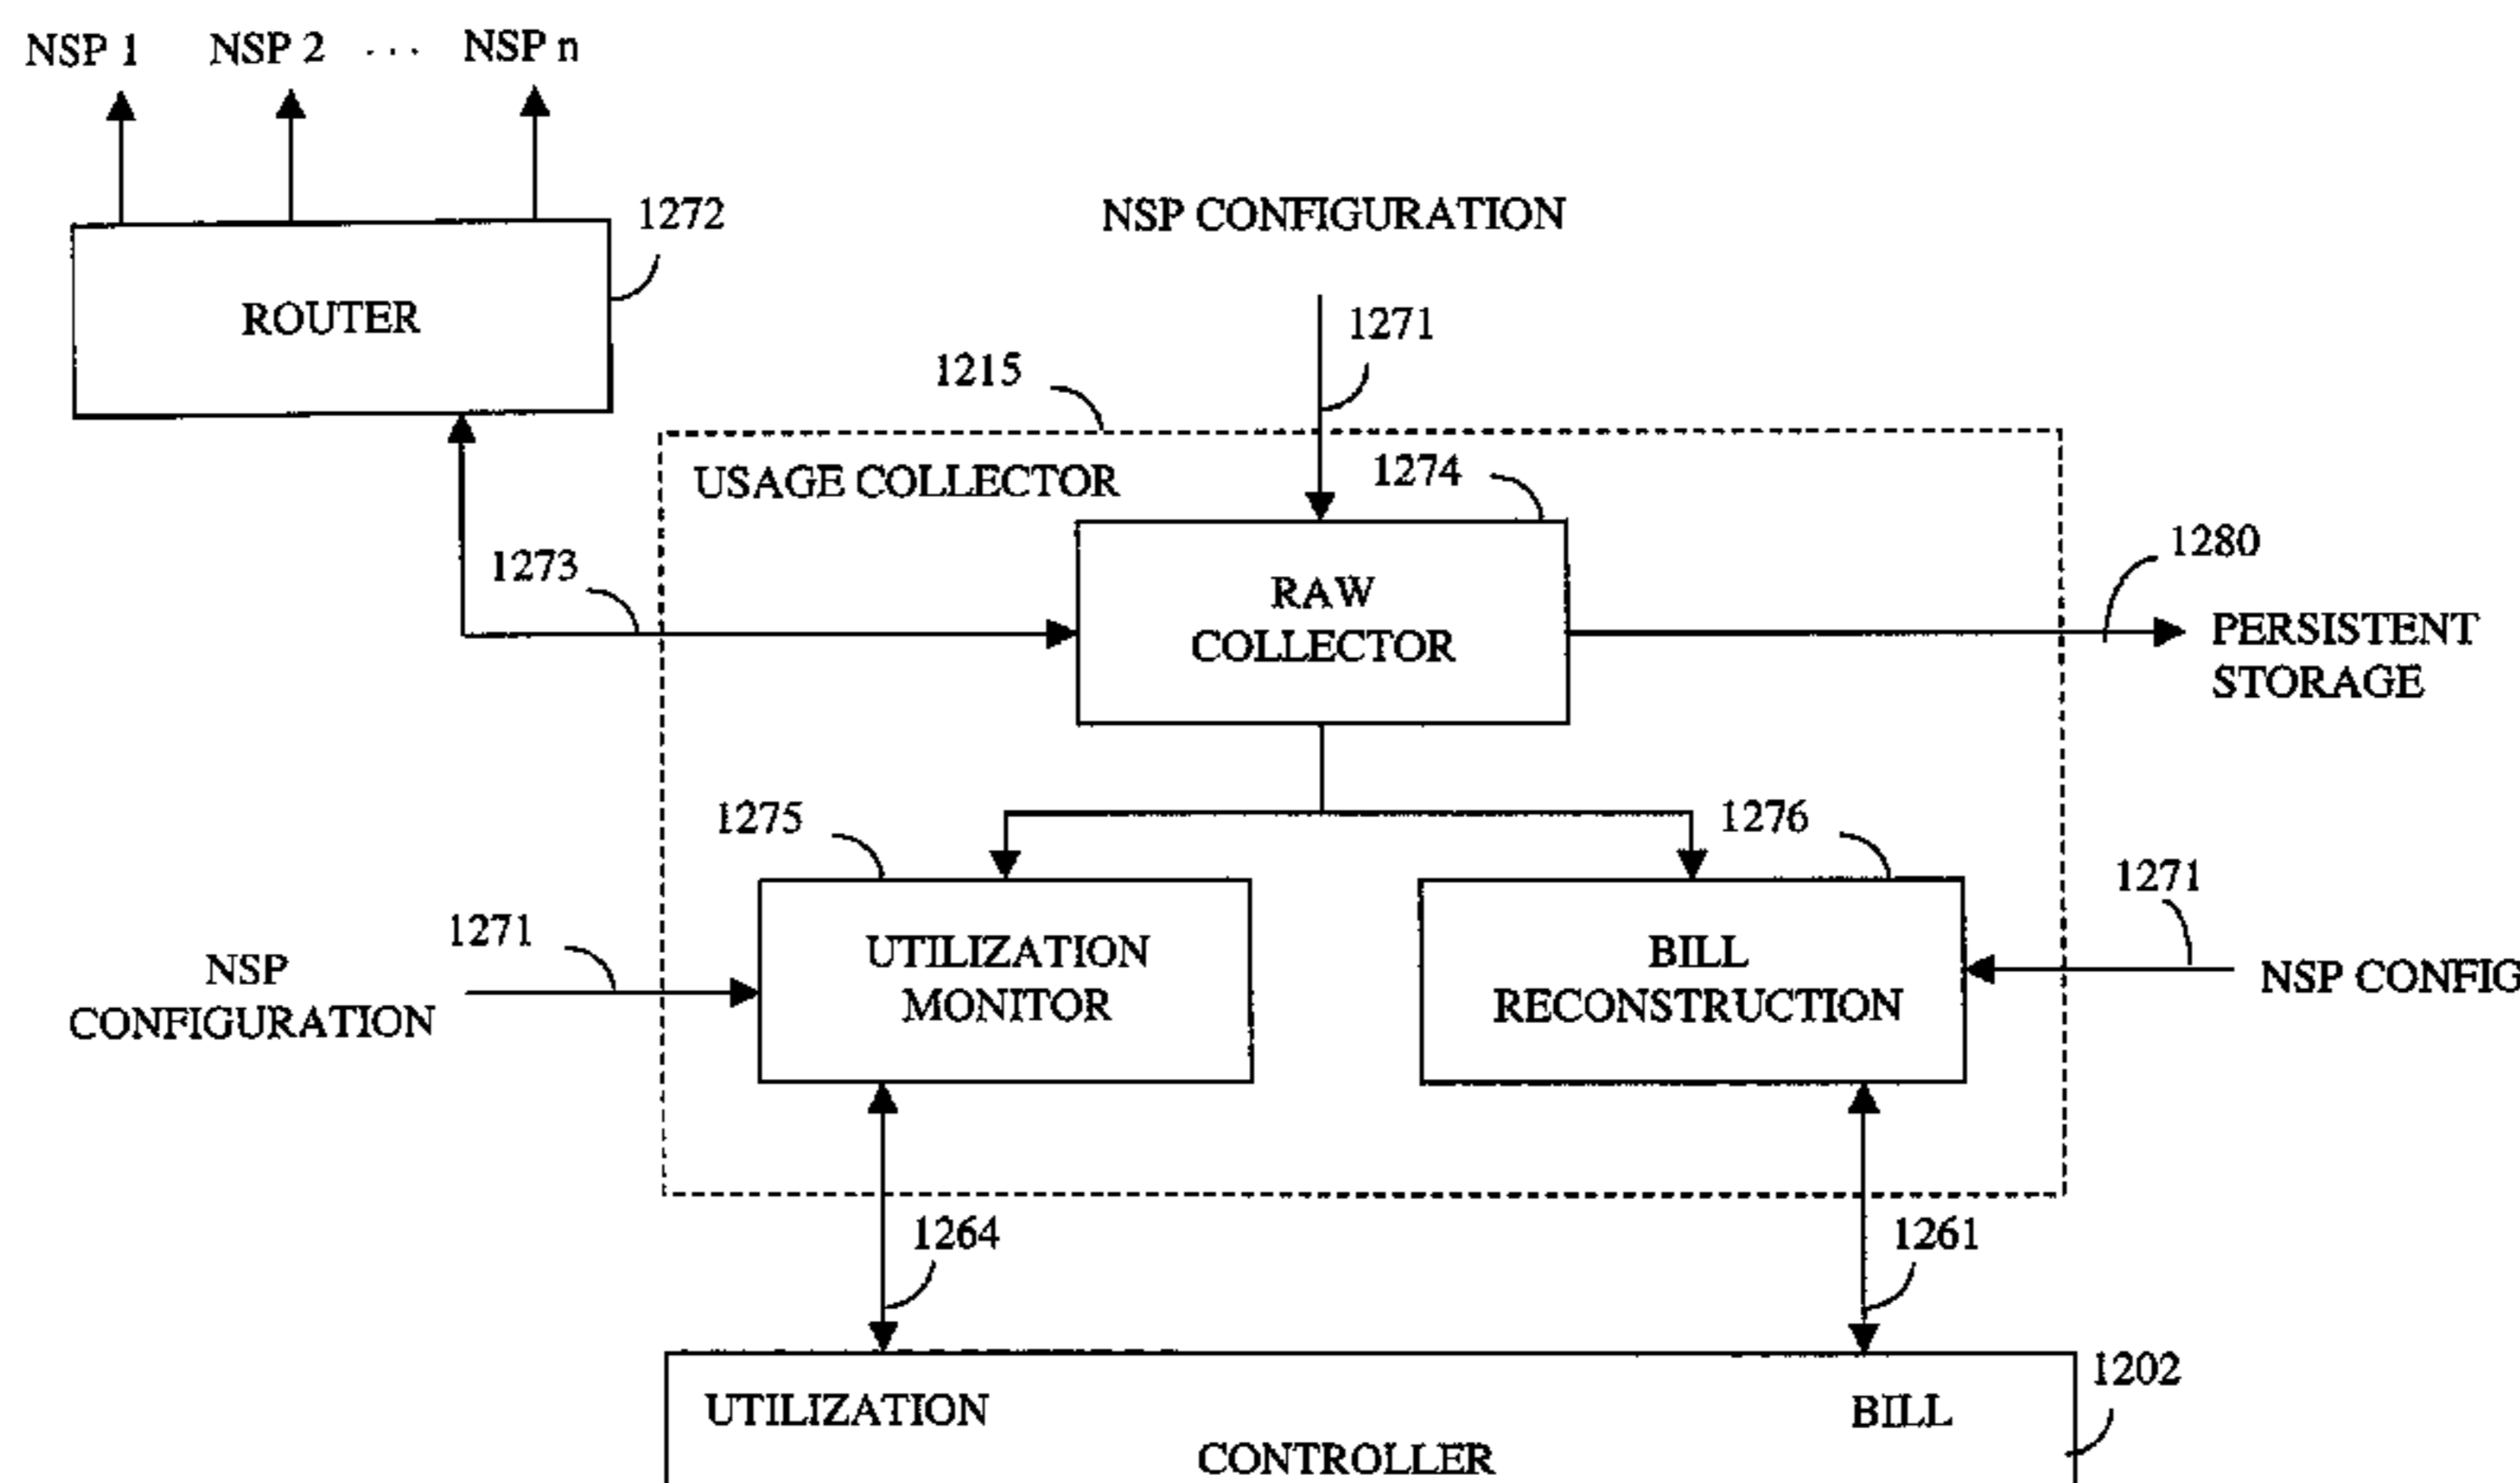 NSP 1 NSP 2 . . . NSP n
1272
ROUTER
NSP CONFIGURATION
1271
1215
USAGE COLLECTOR
1274
1273
RAW
COLLECTOR
1280
PERSISTENT
STORAGE
1275
1276
1271
1271
UTILIZATION
MONITOR
BILL
RECONSTRUCTION
NSP
CONFIGURATION
NSP CONFIG
1264
1261
1202
UTILIZATION
BILL
CONTROLLER